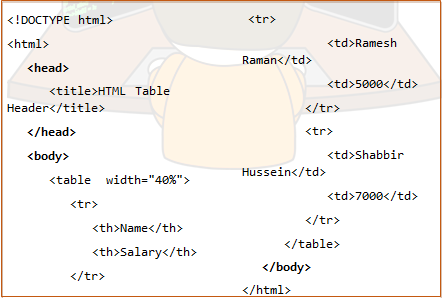 <!DOCTYPE html>
<html>
<head>
<title>HTML Table
Header</title>
</head>
<body>
<table width="40%">
<tr>
<th>Name</th>
<th>Salary</th>
</tr>
<tr>
<td>Ramesh
Raman</td>
<td>5000</td>
</tr>
<tr>
<td>Shabbir
Hussein</td>
<td>7000</td>
</tr>
</table>
</body>
</html>